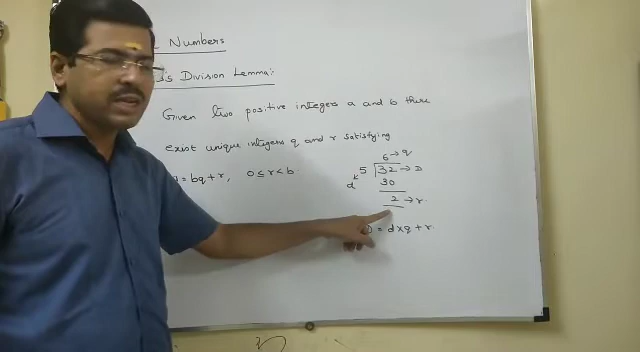 Numbers
Division Lemma:
Given two positive integers a and b there
exist unique integers q and r satisfying
= bq + r, 0 ≤ r < b
6 → q
d 5 32 → D
30
2 → r
= d x q + r